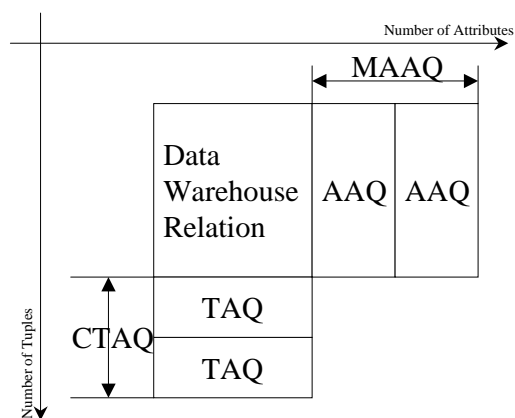 Number of Attributes
MAAQ
Data
Warehouse
Relation
AAQ
AAQ
TAQ
CTAQ
TAQ
Number of Tuples